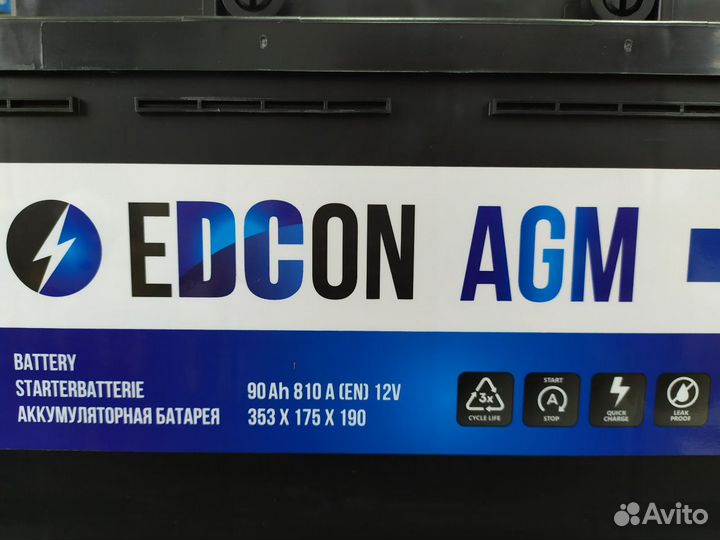 EDCON AGM
BATTERY
STARTERBATTERIE 90 Ah 810 A (EN) 12V
АККУМУЛЯТОРНАЯ БАТАРЕЯ 353 X 175 X 190
3x
CYCLE LIFE
START
A
STOP
QUICK
CHARGE
LEAK
PROOF
Avito